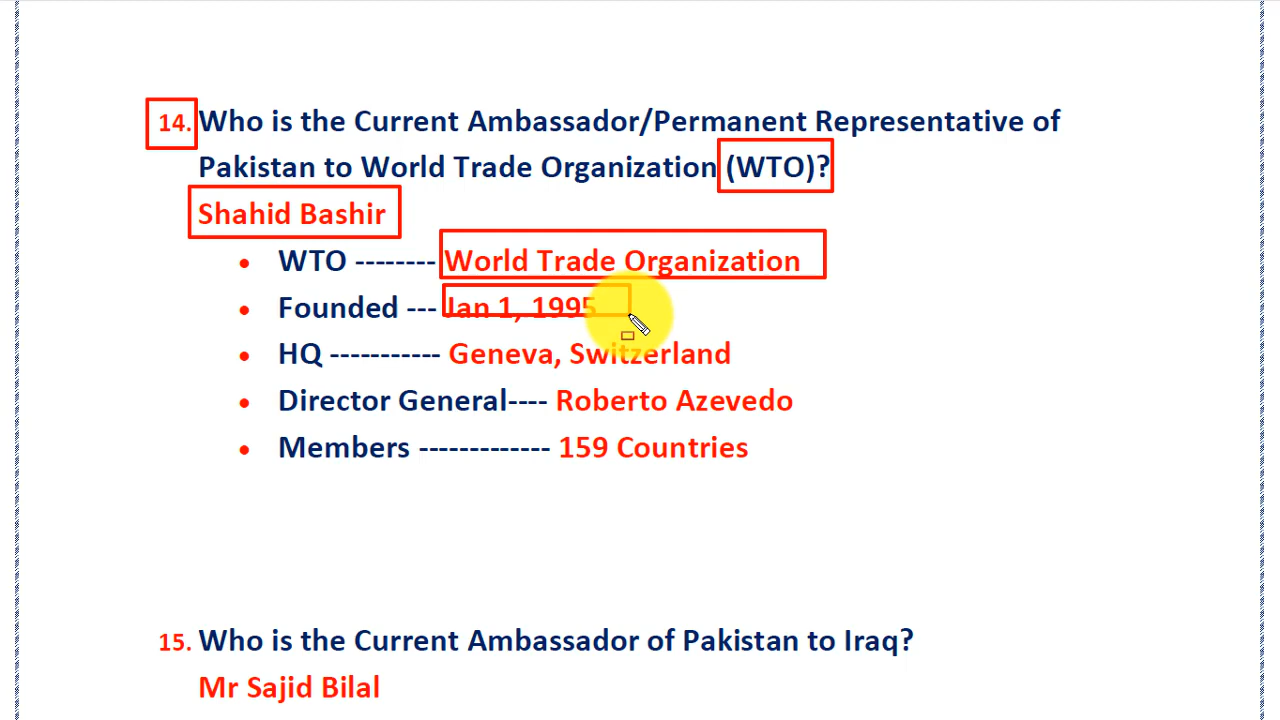 14. Who is the Current Ambassador/Permanent Representative of
Pakistan to World Trade Organization (WTO)?
Shahid Bashir
• WTO -------- World Trade Organization
• Founded --- Jan 1, 1995
• HQ ----------- Geneva, Switzerland
• Director General---- Roberto Azevedo
• Members ------------- 159 Countries
15. Who is the Current Ambassador of Pakistan to Iraq?
Mr Sajid Bilal